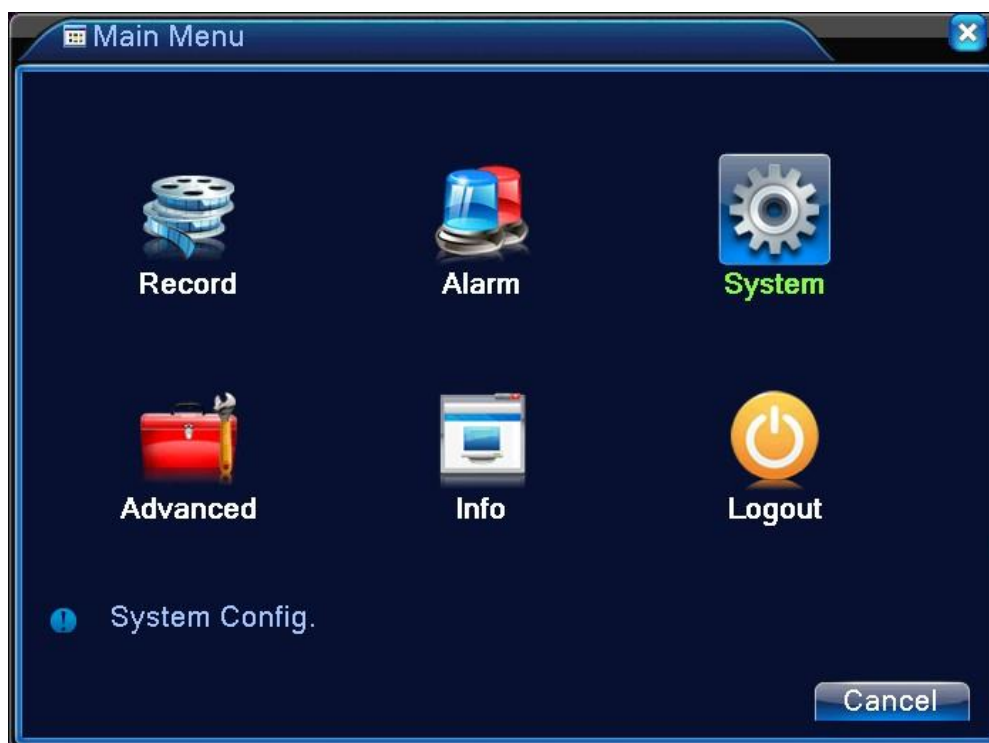 Main Menu
Record Alarm System
Advanced Info Logout
System Config.
Cancel